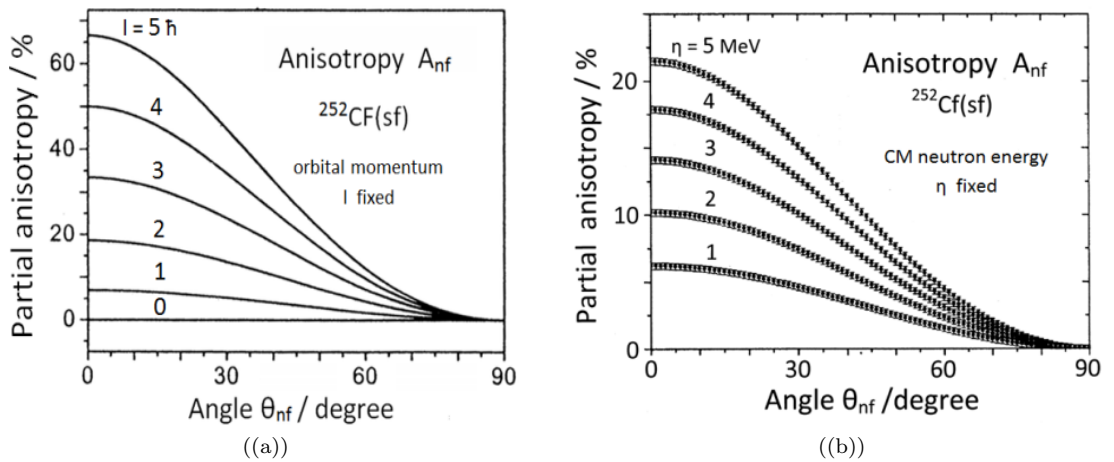 l = 5 ħ
Anisotropy A_nf
252CF(sf)
orbital momentum
l fixed
4
3
2
1
0
60
40
20
0
0 30 60 90
Partial anisotropy / %
Angle θ_nf / degree
((a))
η = 5 MeV
Anisotropy A_nf
252Cf(sf)
CM neutron energy
η fixed
4
3
2
1
20
10
0
0 30 60 90
Partial anisotropy / %
Angle θ_nf /degree
((b))